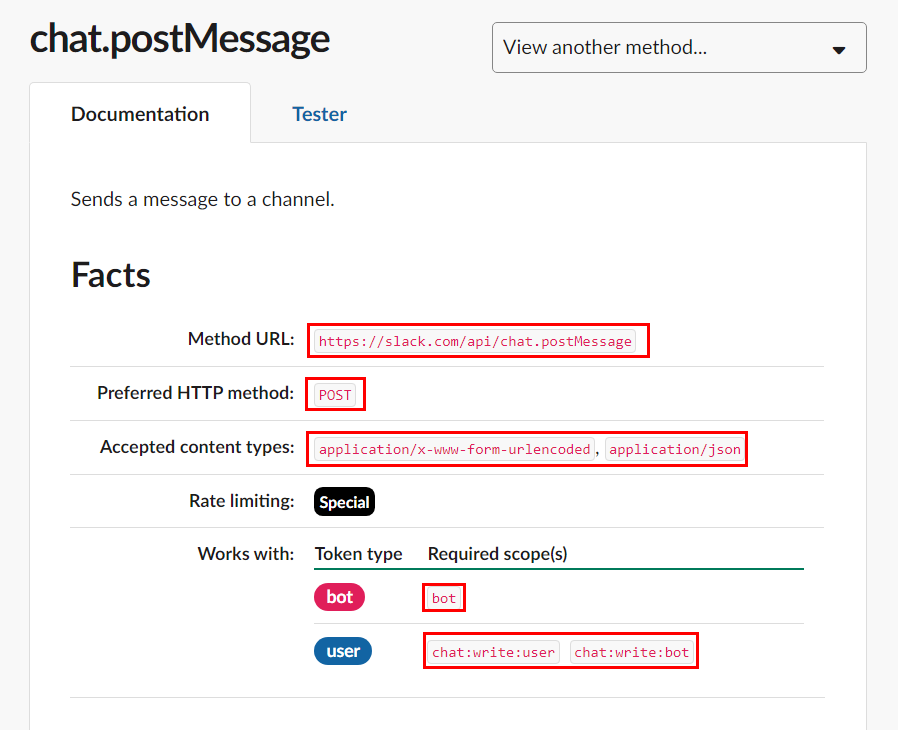 chat.postMessage
View another method...
Documentation
Tester
Sends a message to a channel.
Facts
Method URL: https://slack.com/api/chat.postMessage
Preferred HTTP method: POST
Accepted content types: application/x-www-form-urlencoded, application/json
Rate limiting: Special
Works with: Token type Required scope(s)
bot bot
user chat:write:user chat:write:bot